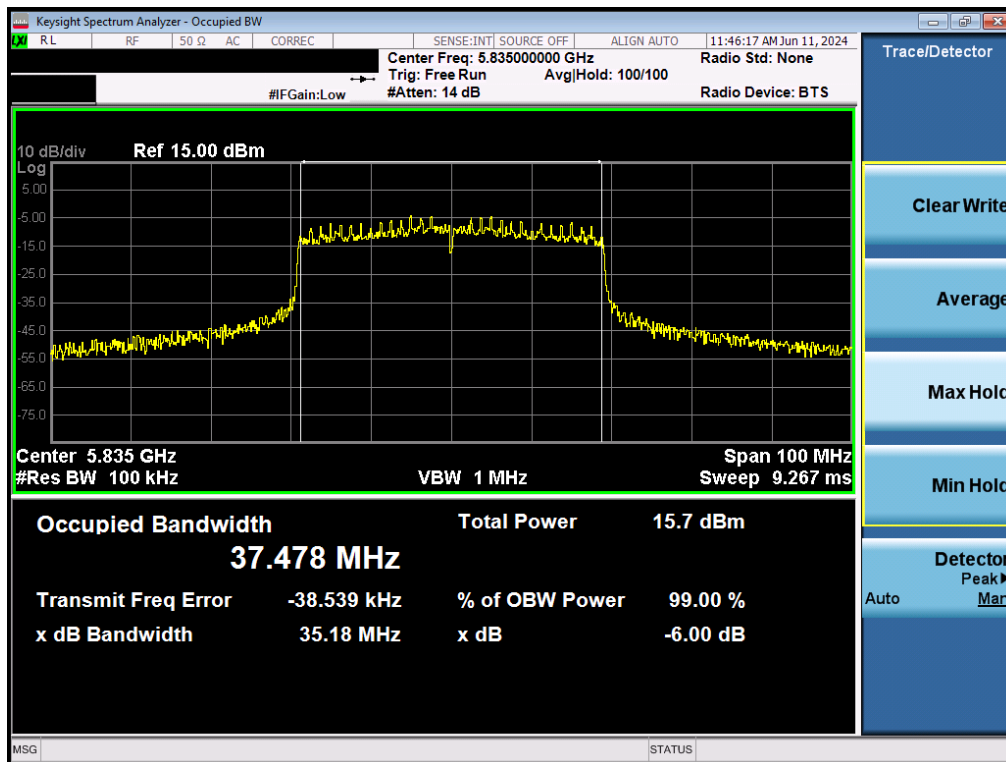 Keysight Spectrum Analyzer - Occupied BW
LXI RL RF 50 Ω AC CORREC SENSE:INT SOURCE OFF ALIGN AUTO 11:46:17 AM Jun 11, 2024
Center Freq: 5.835000000 GHz Radio Std: None
Trig: Free Run Avg|Hold: 100/100
#IFGain:Low #Atten: 14 dB Radio Device: BTS
10 dB/div Ref 15.00 dBm
Log
5.00
-5.00
-15.0
-25.0
-35.0
-45.0
-55.0
-65.0
-75.0
Center 5.835 GHz Span 100 MHz
#Res BW 100 kHz VBW 1 MHz Sweep 9.267 ms
Occupied Bandwidth Total Power 15.7 dBm
37.478 MHz
Transmit Freq Error -38.539 kHz % of OBW Power 99.00 %
x dB Bandwidth 35.18 MHz x dB -6.00 dB
MSG STATUS
Trace/Detector
Clear Write
Average
Max Hold
Min Hold
Detector
Peak▶
Auto Man